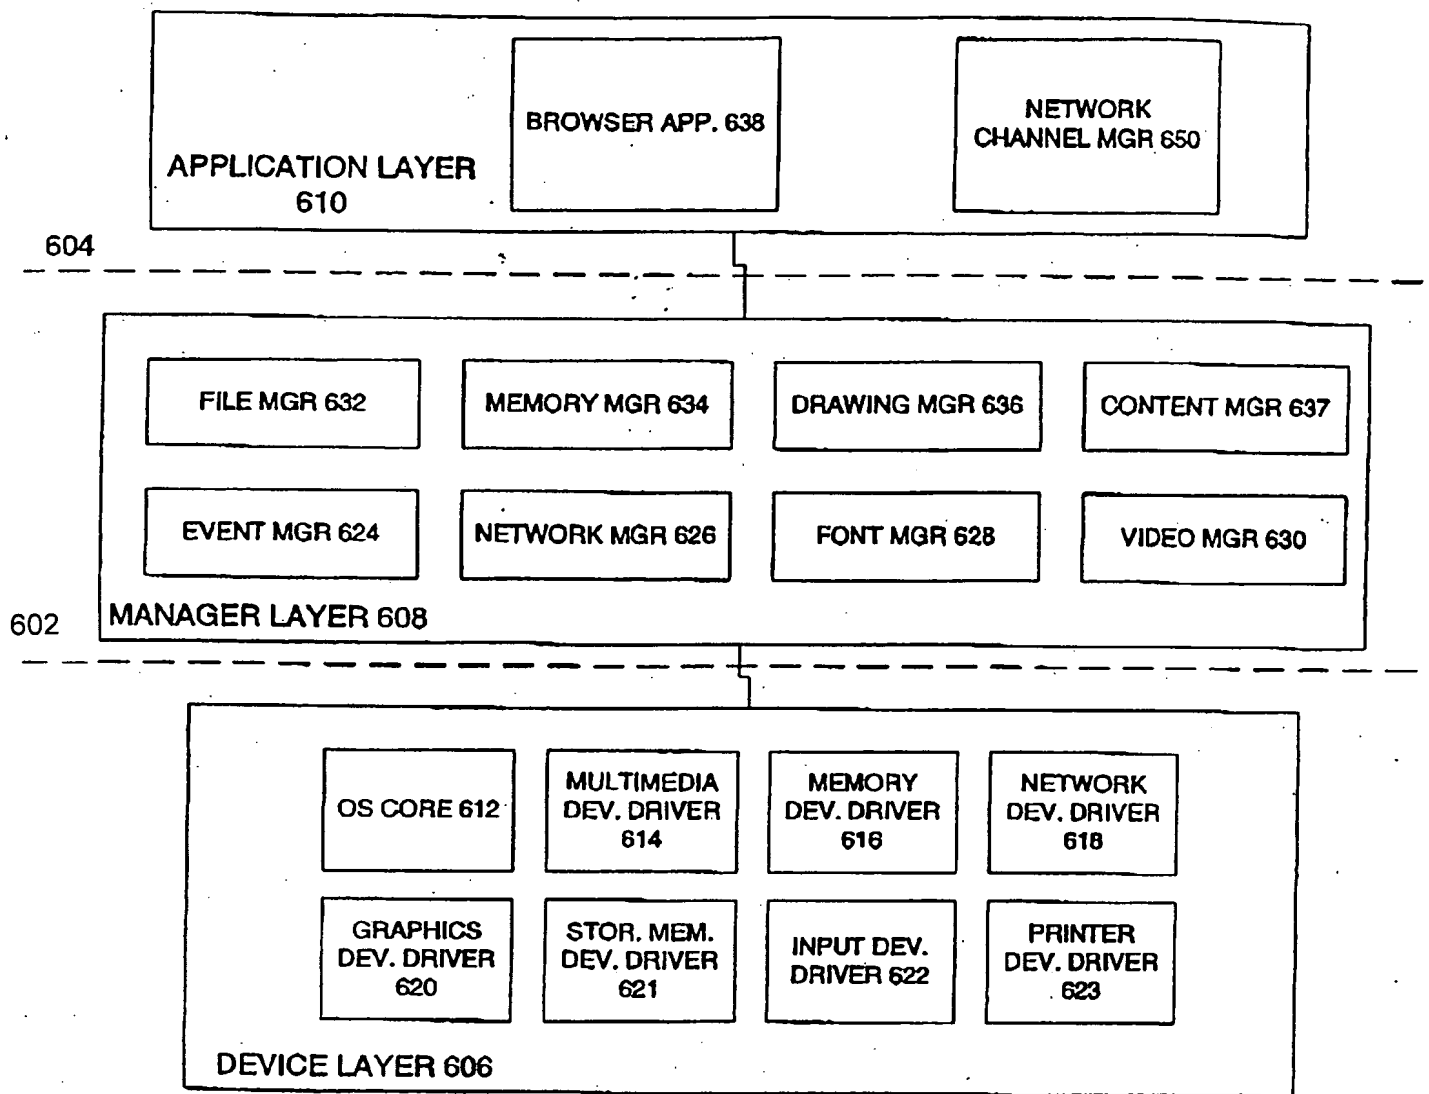 BROWSER APP. 638
NETWORK
CHANNEL MGR 650
APPLICATION LAYER
610
604
FILE MGR 632
MEMORY MGR 634
DRAWING MGR 636
CONTENT MGR 637
EVENT MGR 624
NETWORK MGR 626
FONT MGR 628
VIDEO MGR 630
MANAGER LAYER 608
602
OS CORE 612
MULTIMEDIA
DEV. DRIVER
614
MEMORY
DEV. DRIVER
616
NETWORK
DEV. DRIVER
618
GRAPHICS
DEV. DRIVER
620
STOR. MEM.
DEV. DRIVER
621
INPUT DEV.
DRIVER 622
PRINTER
DEV. DRIVER
623
DEVICE LAYER 606